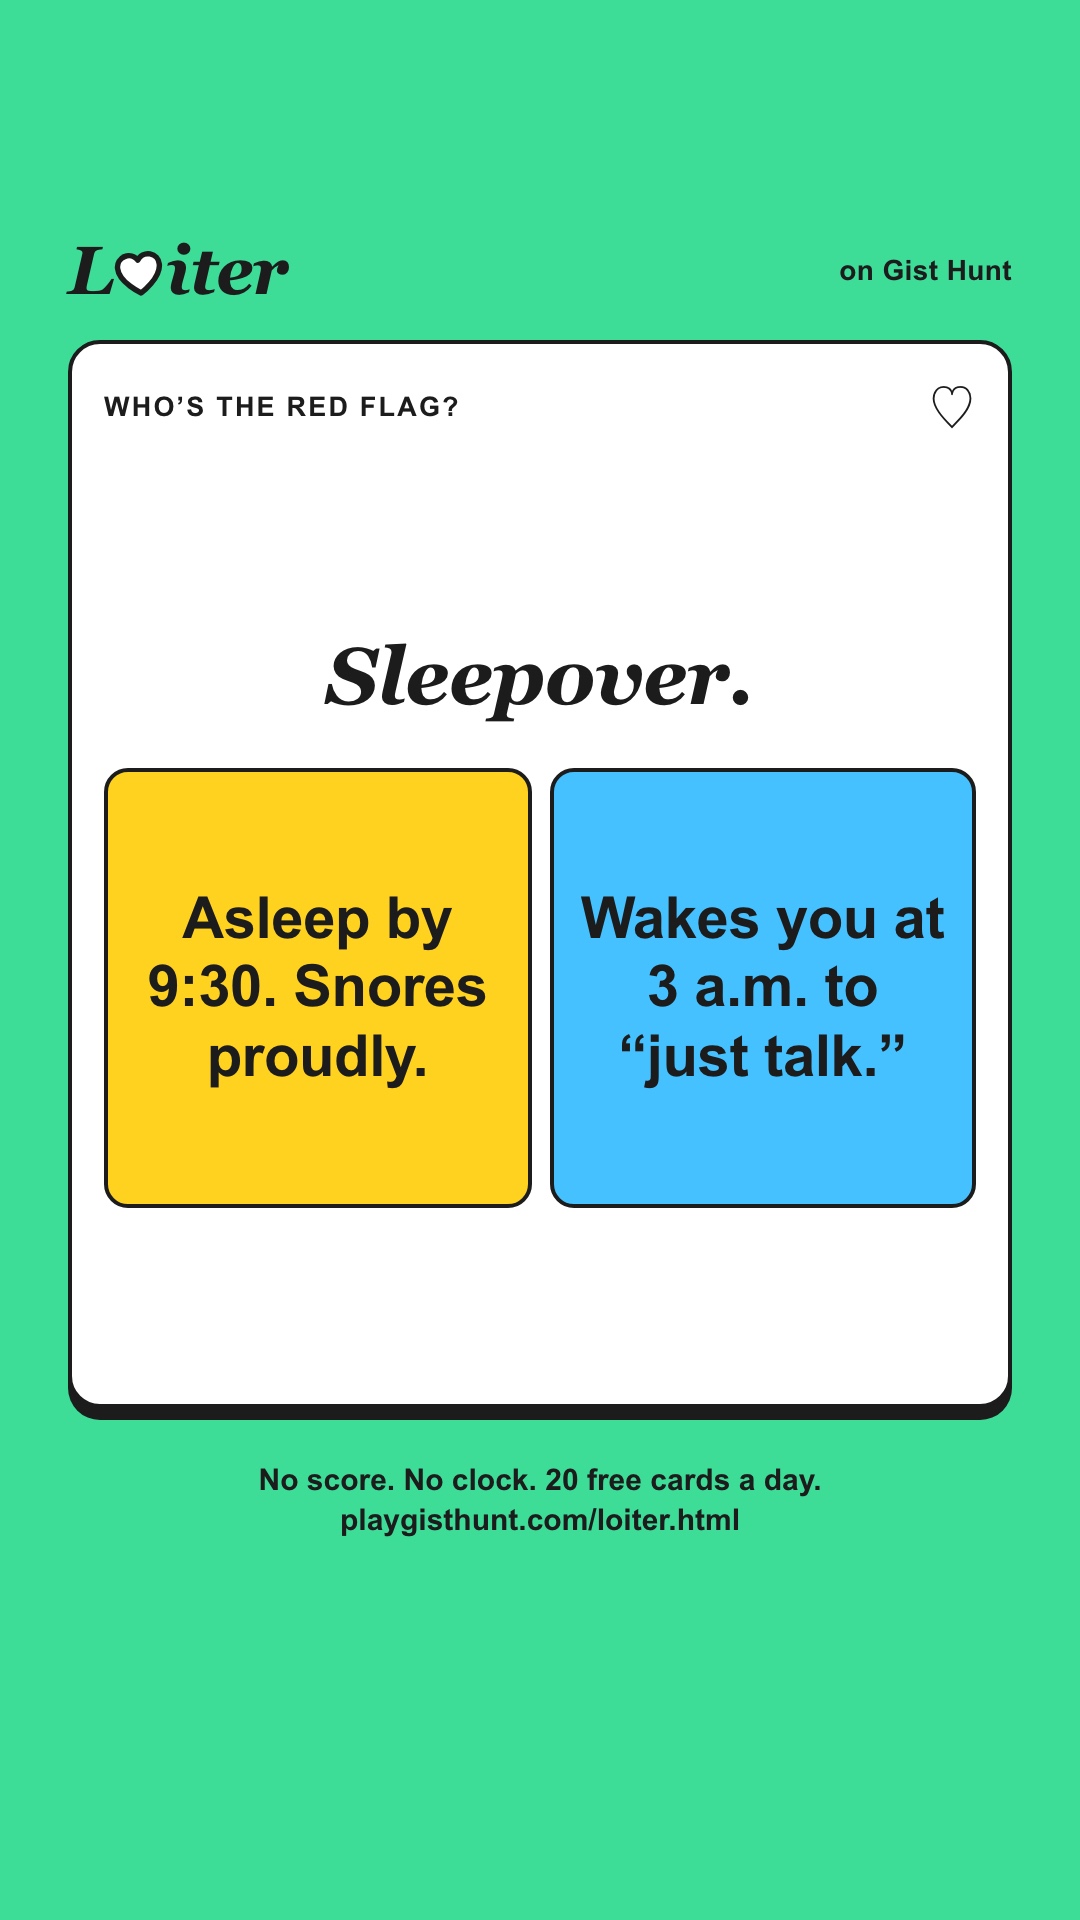 Loiter
on Gist Hunt
WHO’S THE RED FLAG?
Sleepover.
Asleep by
9:30. Snores
proudly.
Wakes you at
3 a.m. to
“just talk.”
No score. No clock. 20 free cards a day.
playgisthunt.com/loiter.html